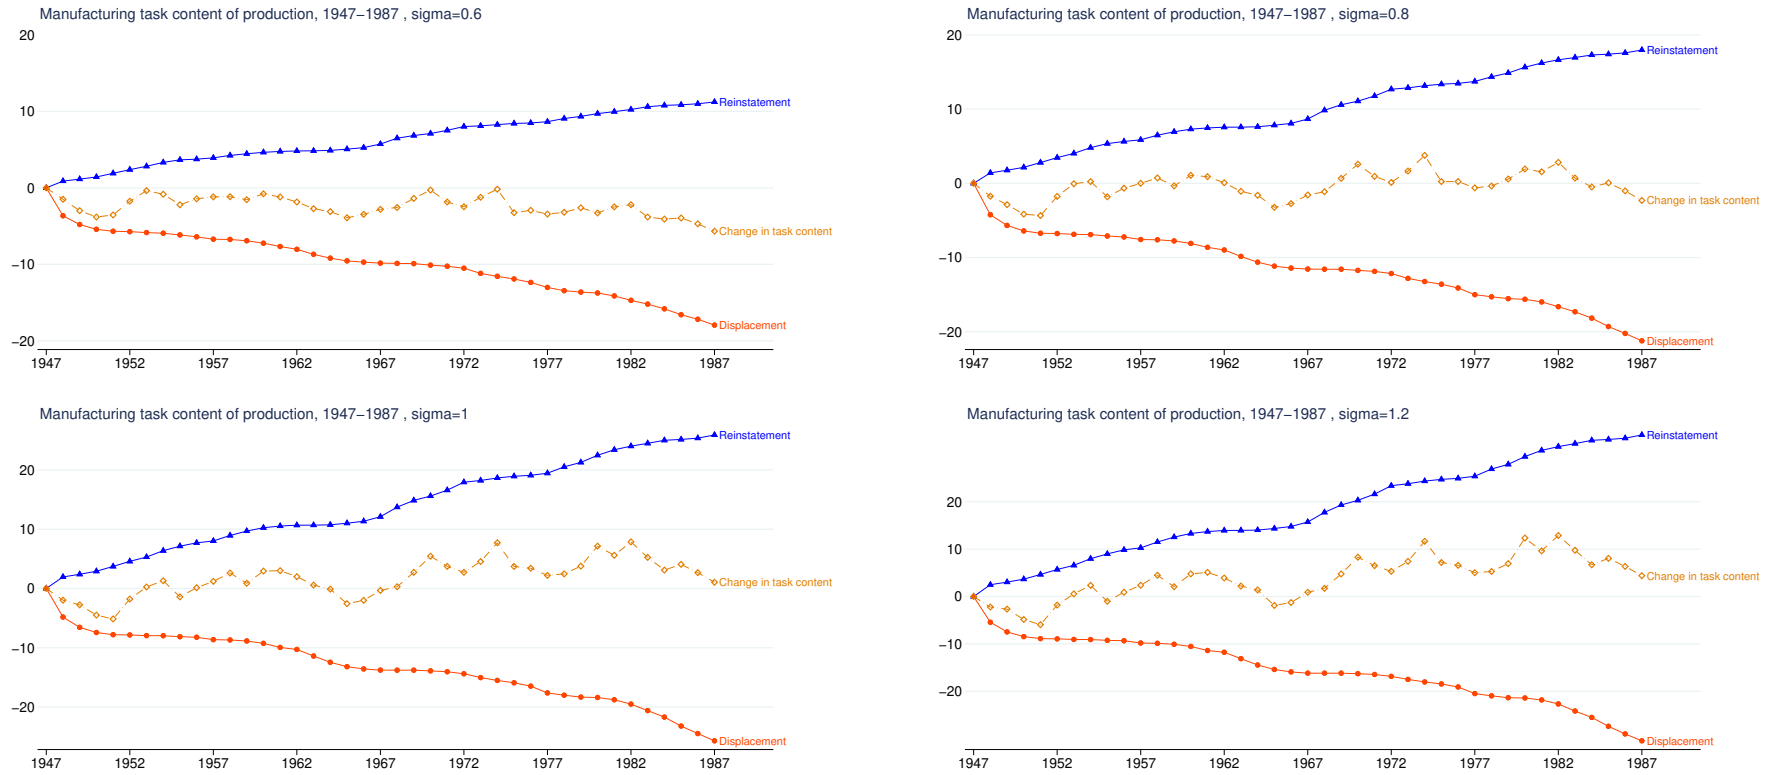 Manufacturing task content of production, 1947−1987 , sigma=0.6
20
10
0
−10
−20
Reinstatement
Change in task content
Displacement
1947 1952 1957 1962 1967 1972 1977 1982 1987
Manufacturing task content of production, 1947−1987 , sigma=0.8
20
10
0
−10
−20
Reinstatement
Change in task content
Displacement
1947 1952 1957 1962 1967 1972 1977 1982 1987
Manufacturing task content of production, 1947−1987 , sigma=1
20
10
0
−10
−20
Reinstatement
Change in task content
Displacement
1947 1952 1957 1962 1967 1972 1977 1982 1987
Manufacturing task content of production, 1947−1987 , sigma=1.2
20
10
0
−10
−20
Reinstatement
Change in task content
Displacement
1947 1952 1957 1962 1967 1972 1977 1982 1987